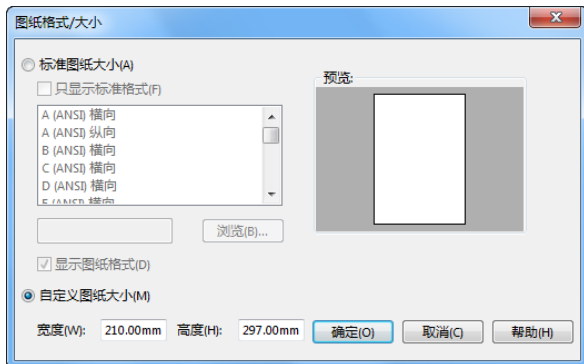 图纸格式/大小
标准图纸大小(A)
只显示标准格式(F)
A (ANSI) 横向
A (ANSI) 纵向
B (ANSI) 横向
C (ANSI) 横向
D (ANSI) 横向
E (ANSI) 横向
浏览(B)...
显示图纸格式(D)
预览:
自定义图纸大小(M)
宽度(W): 210.00mm 高度(H): 297.00mm 确定(O) 取消(C) 帮助(H)